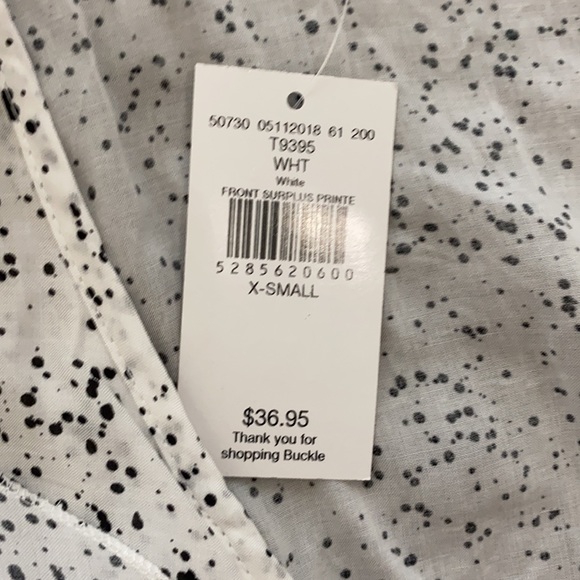 50730 05112018 61 200
T9395
WHT
White
FRONT SURPLUS PRINTE
5285620600
X-SMALL
$36.95
Thank you for
shopping Buckle